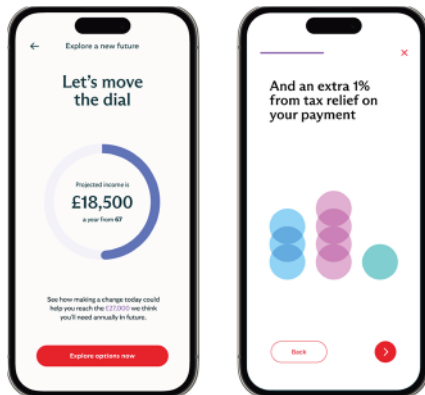 Explore a new future
Let's move
the dial
Projected income is
£18,500
a year from 67
See how making a change today could
help you reach the £37,000 we think
you'll need annually in future.
Explore options now
And an extra 1%
from tax relief on
your payment
Back